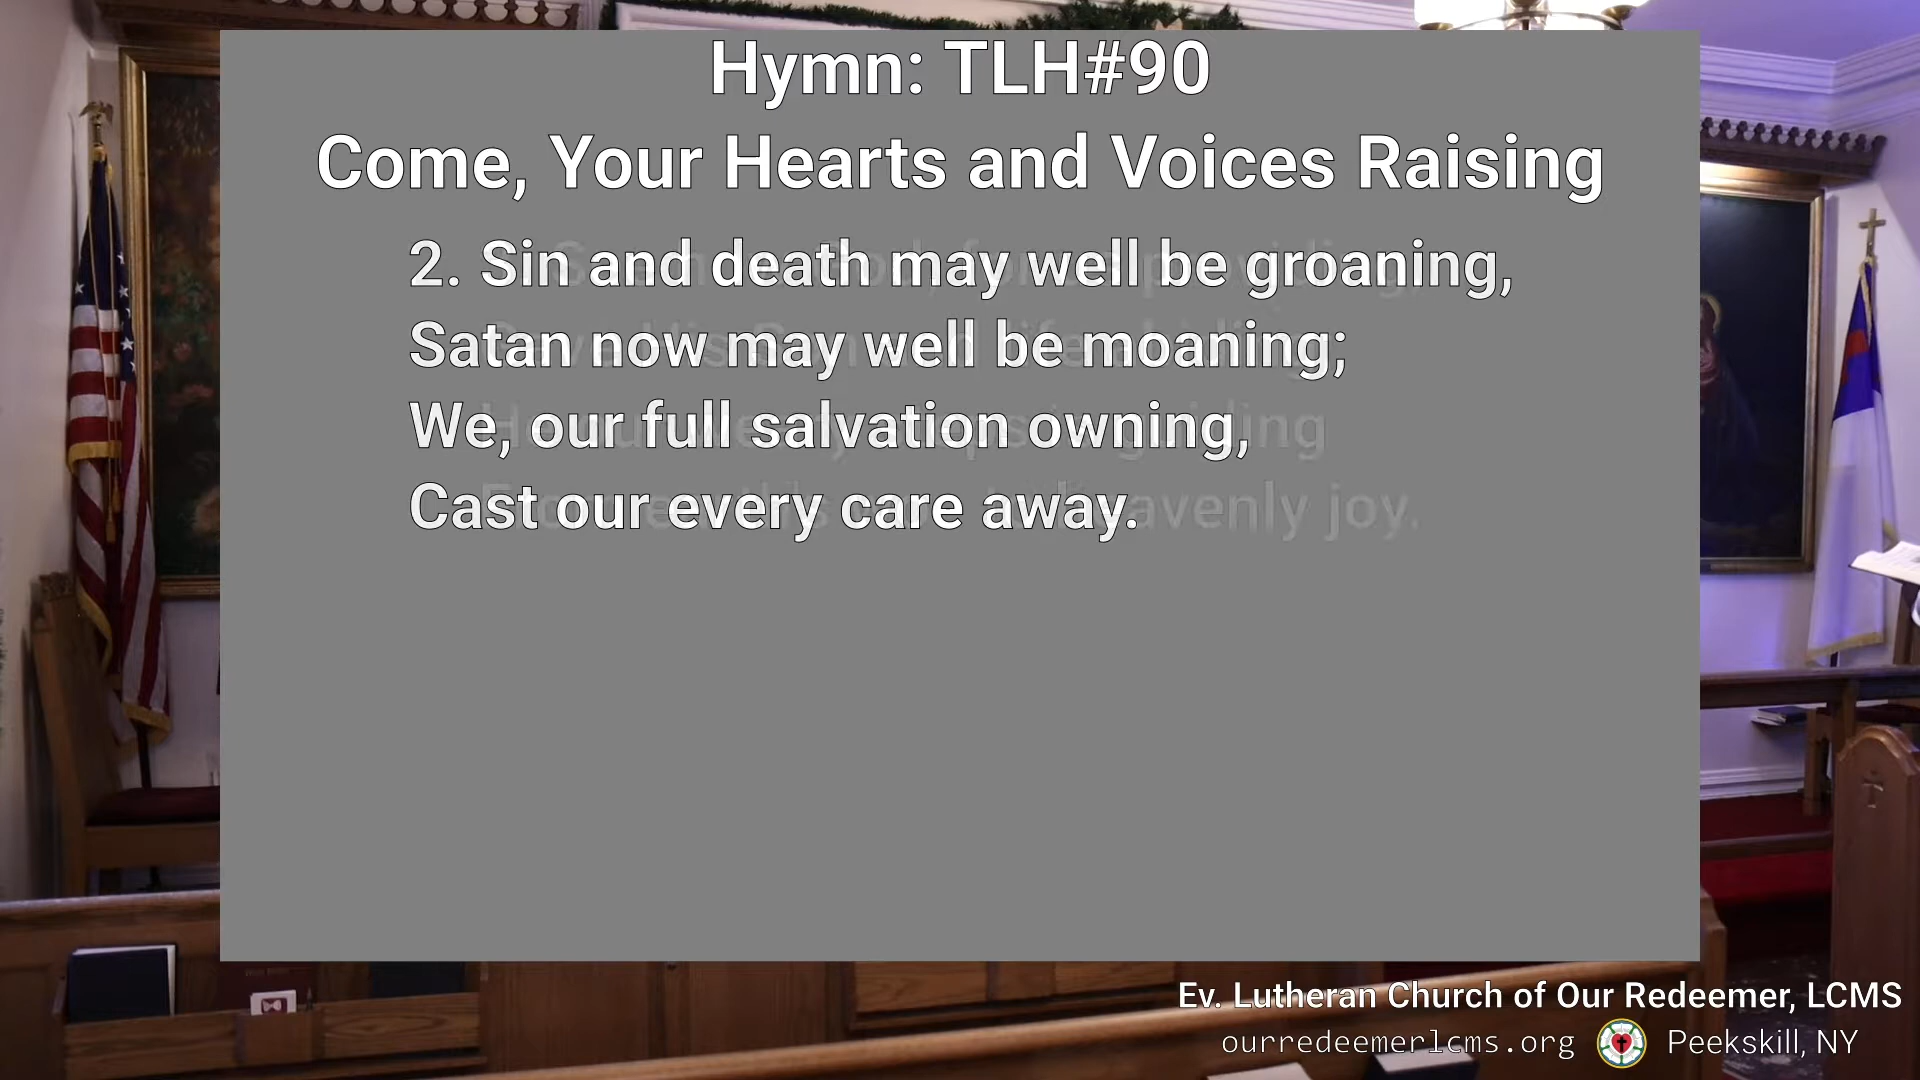 Hymn: TLH#90
Come, Your Hearts and Voices Raising
2. Sin and death may well be groaning,
Satan now may well be moaning;
We, our full salvation owning,
Cast our every care away.
Ev. Lutheran Church of Our Redeemer, LCMS
ourredeemerlcms.org Peekskill, NY